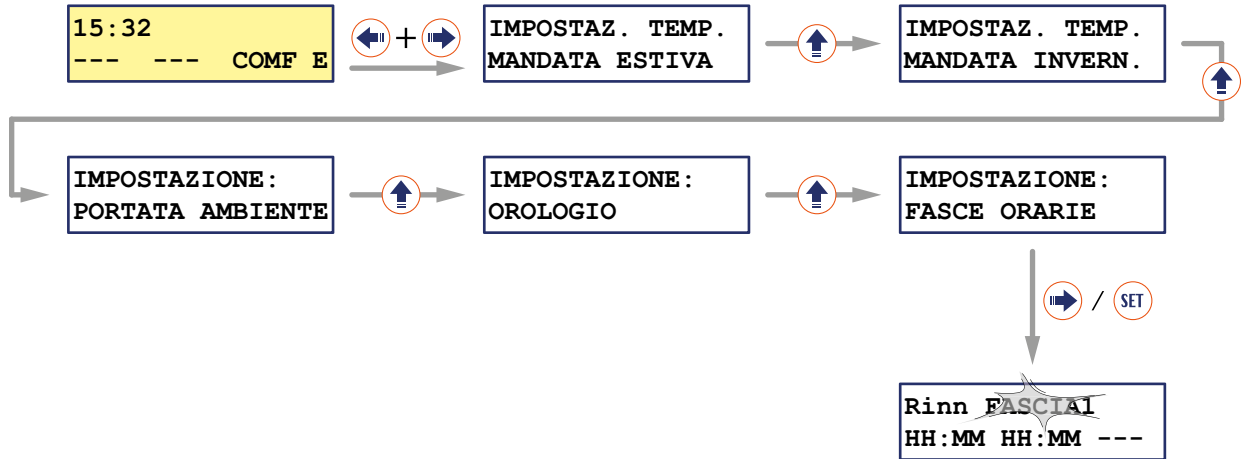 15:32
--- --- COMF E
+
IMPOSTAZ. TEMP.
MANDATA ESTIVA
IMPOSTAZ. TEMP.
MANDATA INVERN.
IMPOSTAZIONE:
PORTATA AMBIENTE
IMPOSTAZIONE:
OROLOGIO
IMPOSTAZIONE:
FASCE ORARIE
/ SET
Rinn FASCIA1
HH:MM HH:MM ---